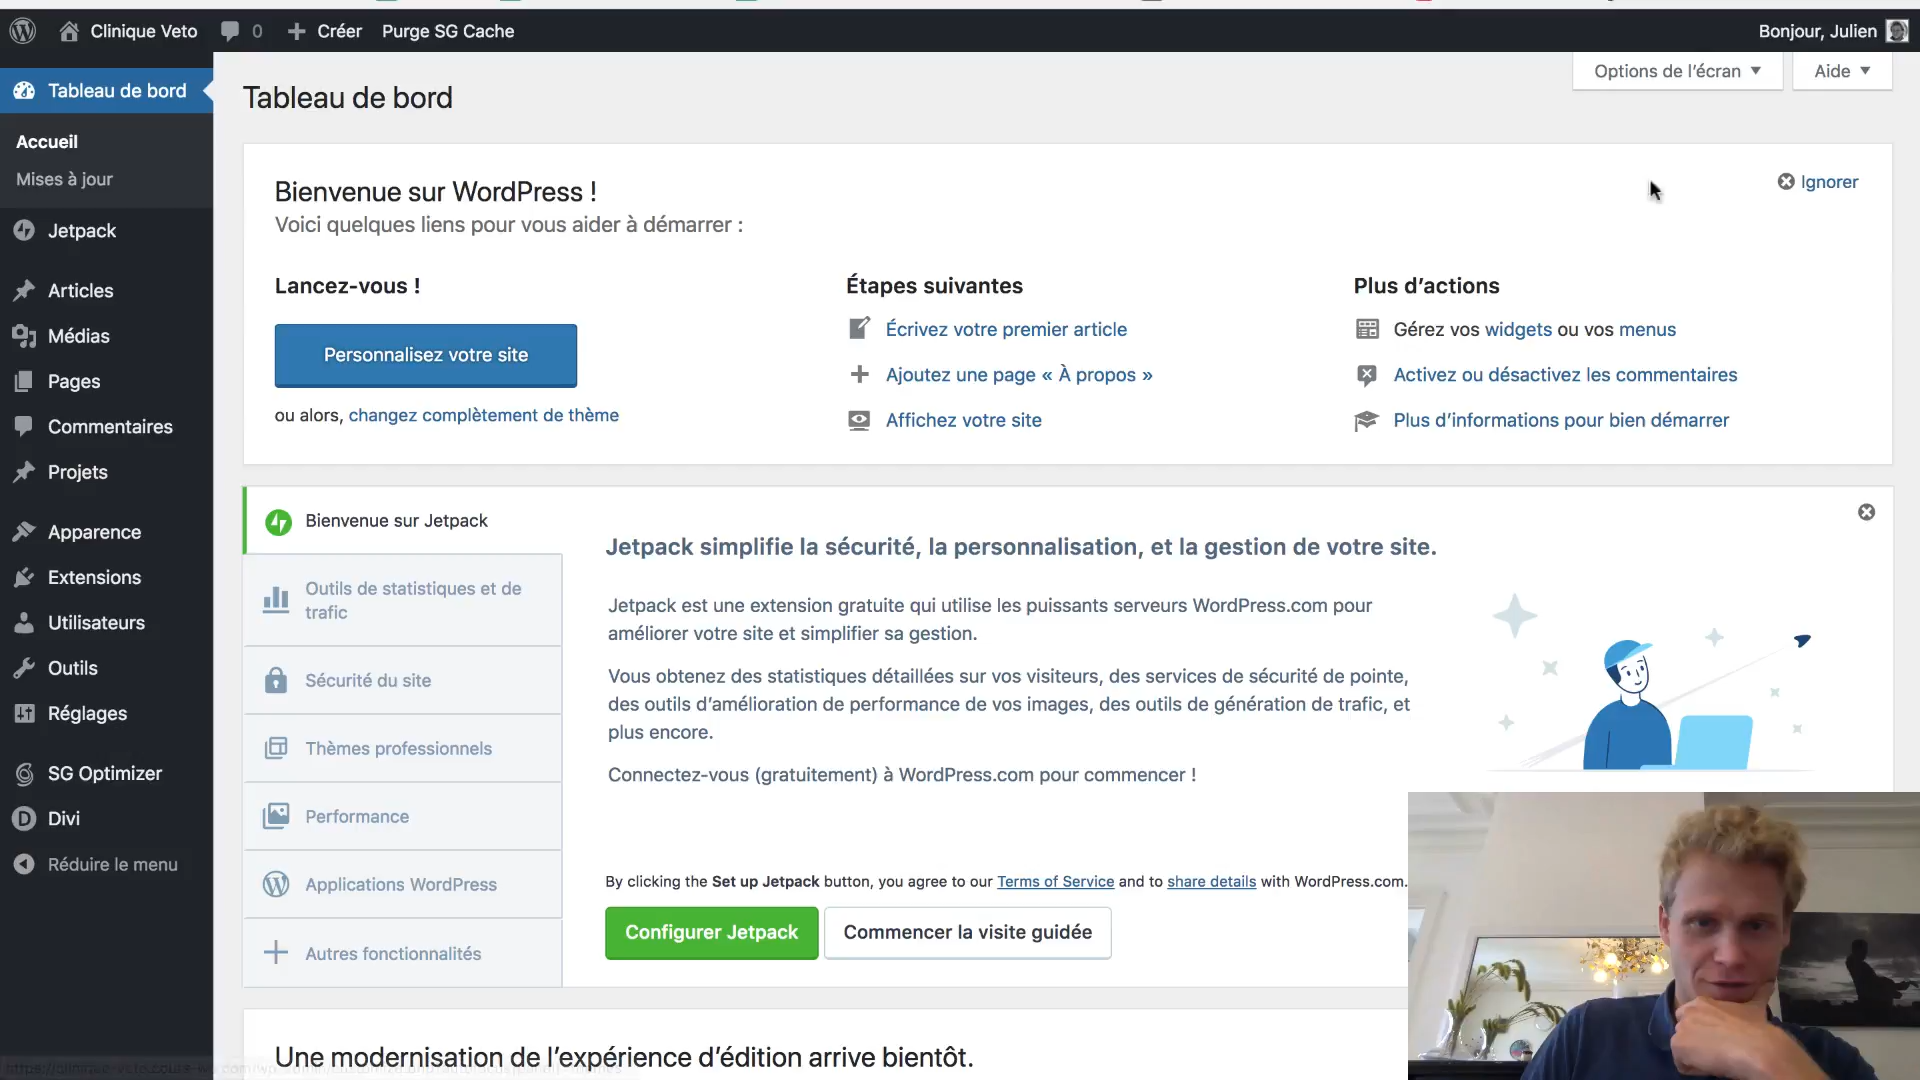 Clinique Veto
0
Créer
Purge SG Cache
Bonjour, Julien
Tableau de bord
Accueil
Mises à jour
Jetpack
Articles
Médias
Pages
Commentaires
Projets
Apparence
Extensions
Utilisateurs
Outils
Réglages
SG Optimizer
Divi
Réduire le menu
Tableau de bord
Options de l'écran
Aide
Bienvenue sur WordPress !
Voici quelques liens pour vous aider à démarrer :
Ignorer
Lancez-vous !
Personnalisez votre site
ou alors, changez complètement de thème
Étapes suivantes
Écrivez votre premier article
Ajoutez une page « À propos »
Affichez votre site
Plus d'actions
Gérez vos widgets ou vos menus
Activez ou désactivez les commentaires
Plus d'informations pour bien démarrer
Bienvenue sur Jetpack
Outils de statistiques et de
trafic
Sécurité du site
Thèmes professionnels
Performance
Applications WordPress
Autres fonctionnalités
Jetpack simplifie la sécurité, la personnalisation, et la gestion de votre site.
Jetpack est une extension gratuite qui utilise les puissants serveurs WordPress.com pour
améliorer votre site et simplifier sa gestion.
Vous obtenez des statistiques détaillées sur vos visiteurs, des services de sécurité de pointe,
des outils d'amélioration de performance de vos images, des outils de génération de trafic, et
plus encore.
Connectez-vous (gratuitement) à WordPress.com pour commencer !
By clicking the Set up Jetpack button, you agree to our Terms of Service and to share details with WordPress.com.
Configurer Jetpack
Commencer la visite guidée
Une modernisation de l'expérience d'édition arrive bientôt.